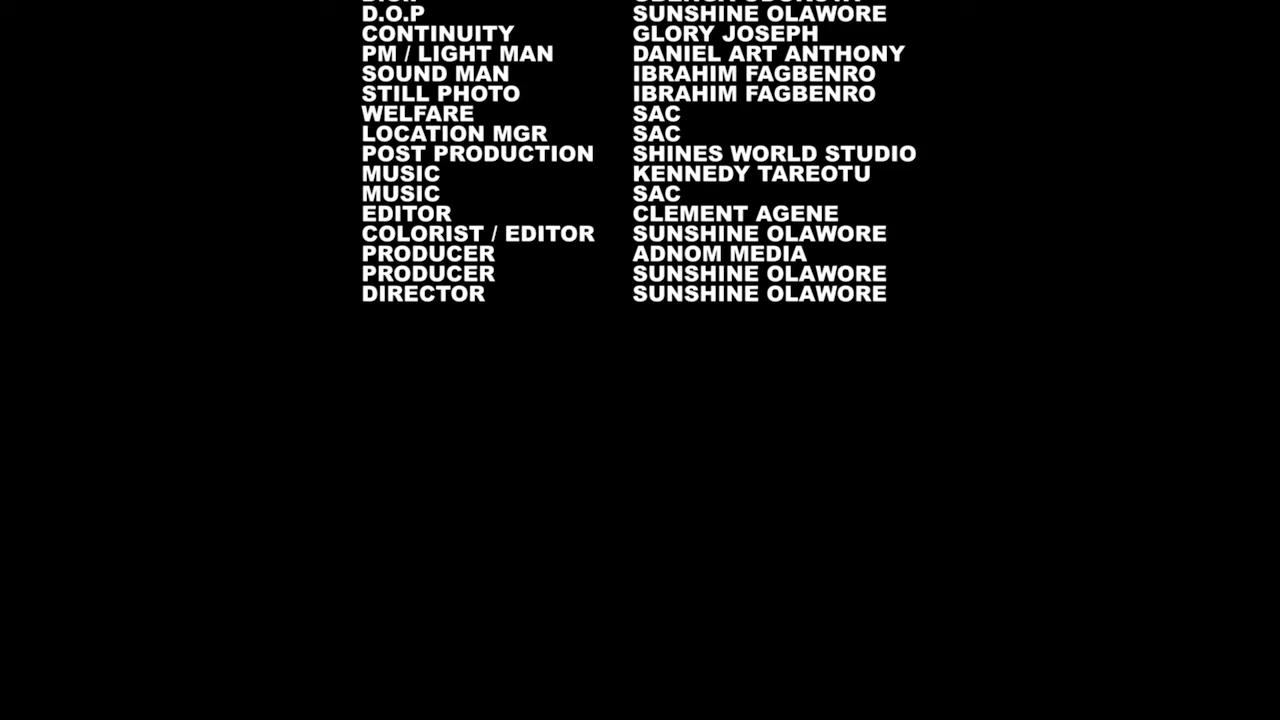 D.O.P SUNSHINE OLAWORE
CONTINUITY GLORY JOSEPH
PM / LIGHT MAN DANIEL ART ANTHONY
SOUND MAN IBRAHIM FAGBENRO
STILL PHOTO IBRAHIM FAGBENRO
WELFARE SAC
LOCATION MGR SAC
POST PRODUCTION SHINES WORLD STUDIO
MUSIC KENNEDY TAREOTU
MUSIC SAC
EDITOR CLEMENT AGENE
COLORIST / EDITOR SUNSHINE OLAWORE
PRODUCER ADNOM MEDIA
PRODUCER SUNSHINE OLAWORE
DIRECTOR SUNSHINE OLAWORE